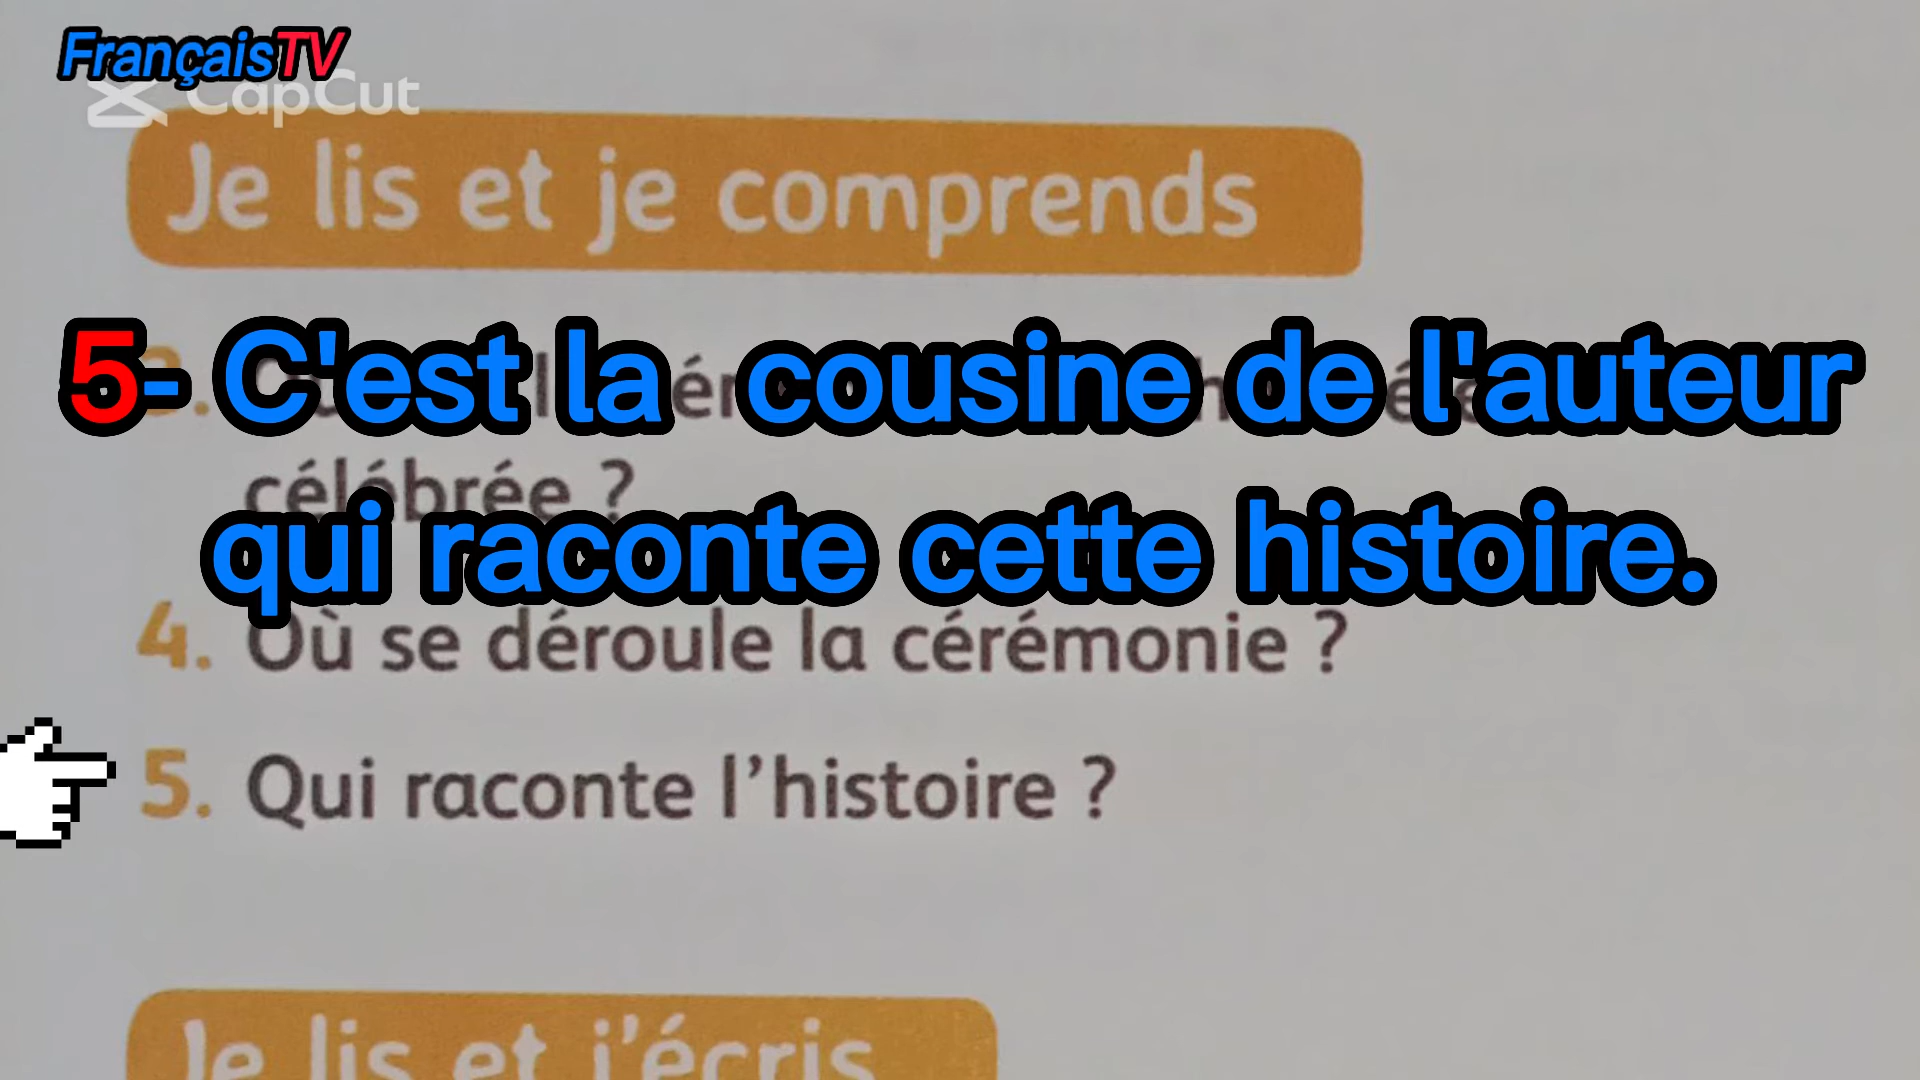 FrançaisTV
CapCut
Je lis et je comprends
5- C'est la cousine de l'auteur
qui raconte cette histoire.
célébrée ?
4. Où se déroule la cérémonie ?
5. Qui raconte l'histoire ?
Je lis et j'écris